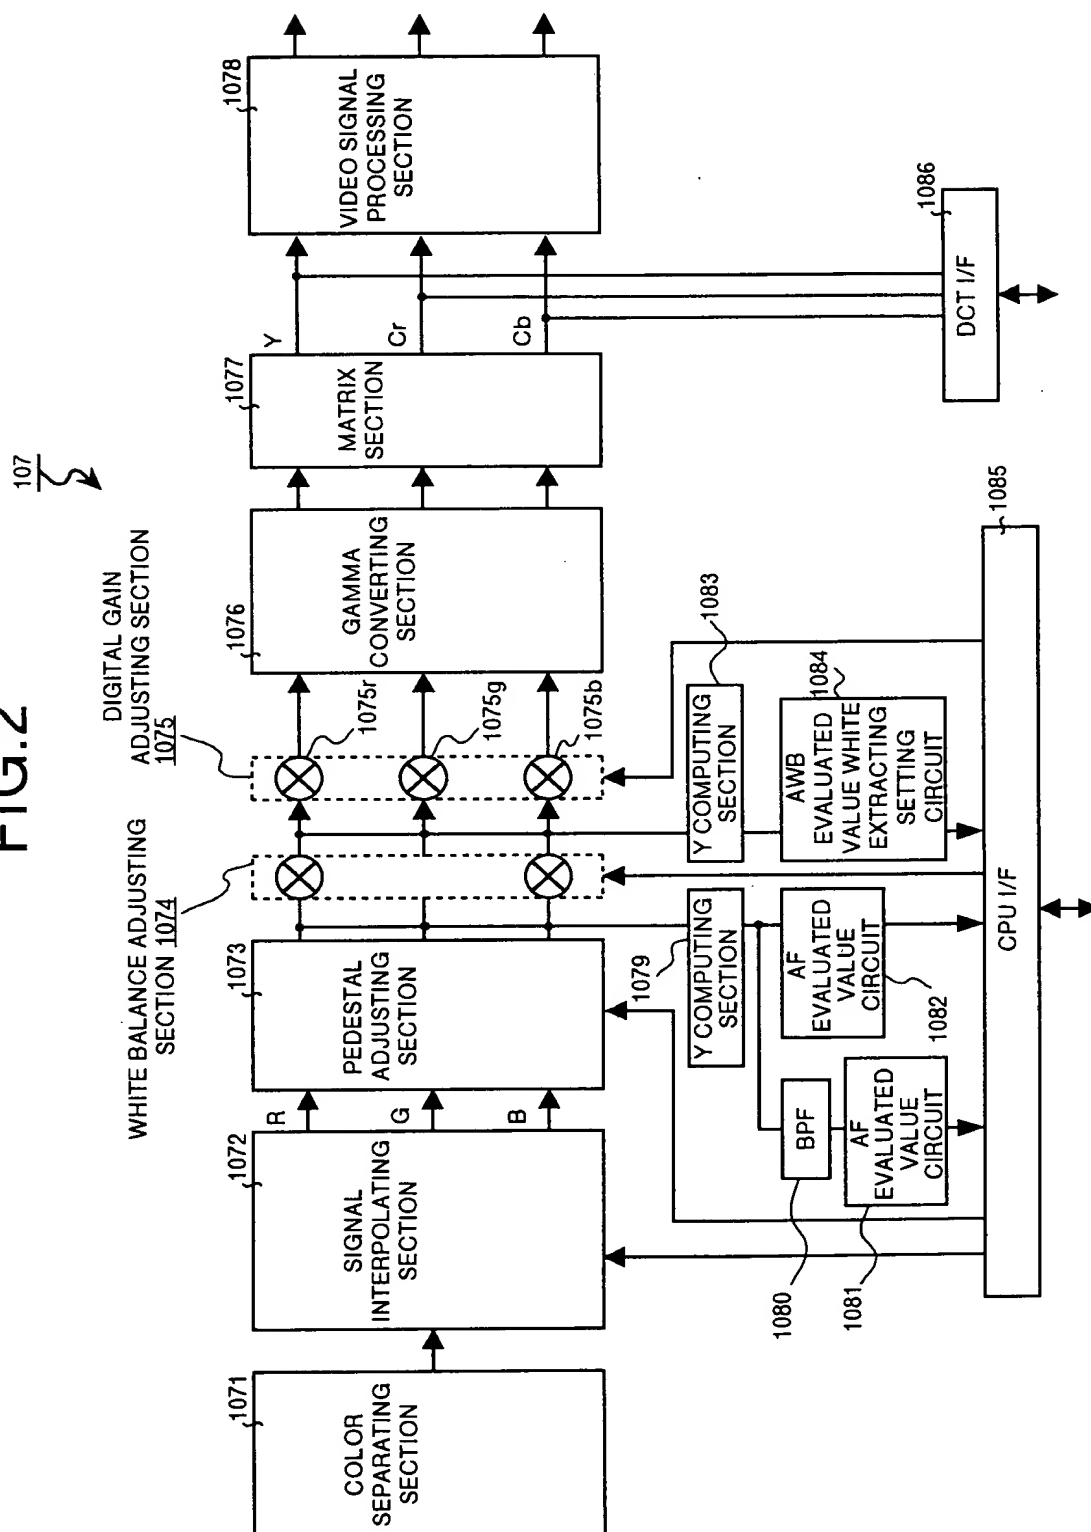 FIG.2
107
DIGITAL GAIN
ADJUSTING SECTION
1075
WHITE BALANCE ADJUSTING
SECTION 1074
1071
COLOR
SEPARATING
SECTION
1072
SIGNAL
INTERPOLATING
SECTION
R
G
B
1073
PEDESTAL
ADJUSTING
SECTION
1075r
1075g
1075b
1076
GAMMA
CONVERTING
SECTION
1077
MATRIX
SECTION
Y
Cr
Cb
1078
VIDEO SIGNAL
PROCESSING
SECTION
1079
Y COMPUTING
SECTION
1083
Y COMPUTING
SECTION
1080
BPF
1081
AF
EVALUATED
VALUE
CIRCUIT
AF
EVALUATED
VALUE
CIRCUIT
1082
1084
AWB
EVALUATED
VALUE WHITE
EXTRACTING
SETTING
CIRCUIT
1085
CPU I/F
1086
DCT I/F